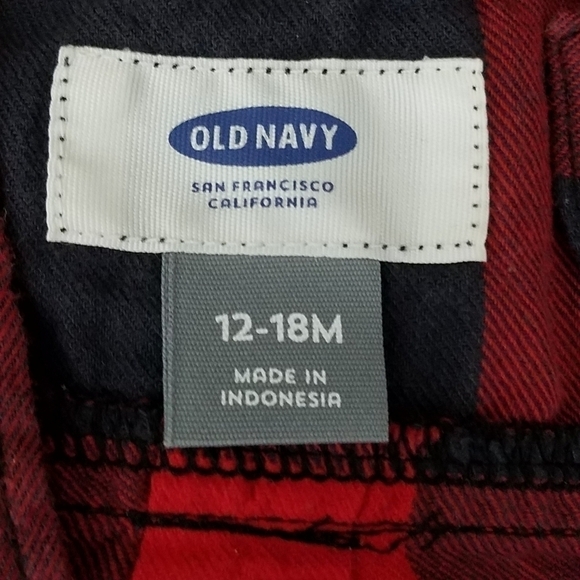 OLD NAVY
SAN FRANCISCO
CALIFORNIA
12-18M
MADE IN
INDONESIA